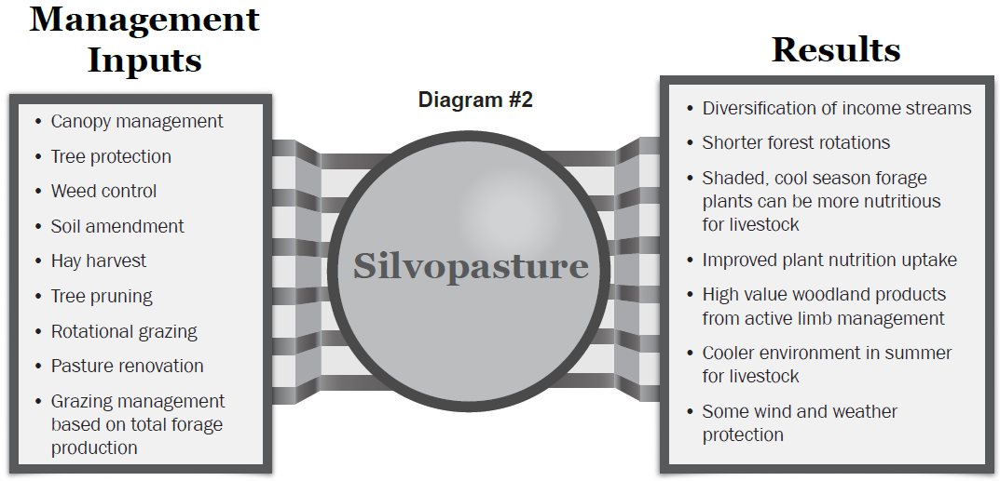 Management
Inputs
• Canopy management
• Tree protection
• Weed control
• Soil amendment
• Hay harvest
• Tree pruning
• Rotational grazing
• Pasture renovation
• Grazing management
based on total forage
production
Diagram #2
Silvopasture
Results
• Diversification of income streams
• Shorter forest rotations
• Shaded, cool season forage
plants can be more nutritious
for livestock
• Improved plant nutrition uptake
• High value woodland products
from active limb management
• Cooler environment in summer
for livestock
• Some wind and weather
protection